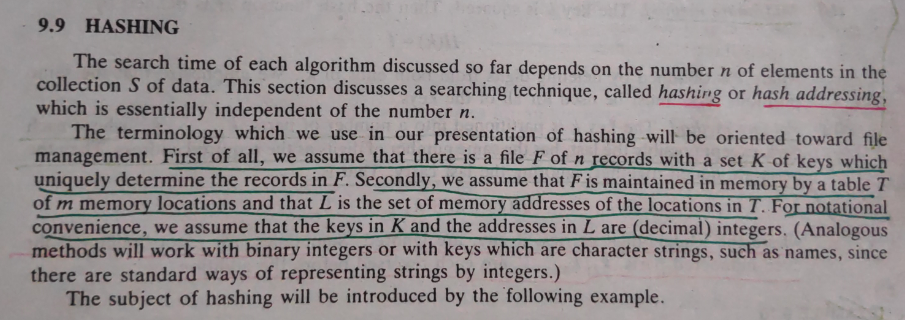 9.9 HASHING
The search time of each algorithm discussed so far depends on the number n of elements in the
collection S of data. This section discusses a searching technique, called hashing or hash addressing,
which is essentially independent of the number n.
The terminology which we use in our presentation of hashing will be oriented toward file
management. First of all, we assume that there is a file F of n records with a set K of keys which
uniquely determine the records in F. Secondly, we assume that F is maintained in memory by a table T
of m memory locations and that L is the set of memory addresses of the locations in T. For notational
convenience, we assume that the keys in K and the addresses in L are (decimal) integers. (Analogous
methods will work with binary integers or with keys which are character strings, such as names, since
there are standard ways of representing strings by integers.)
The subject of hashing will be introduced by the following example.